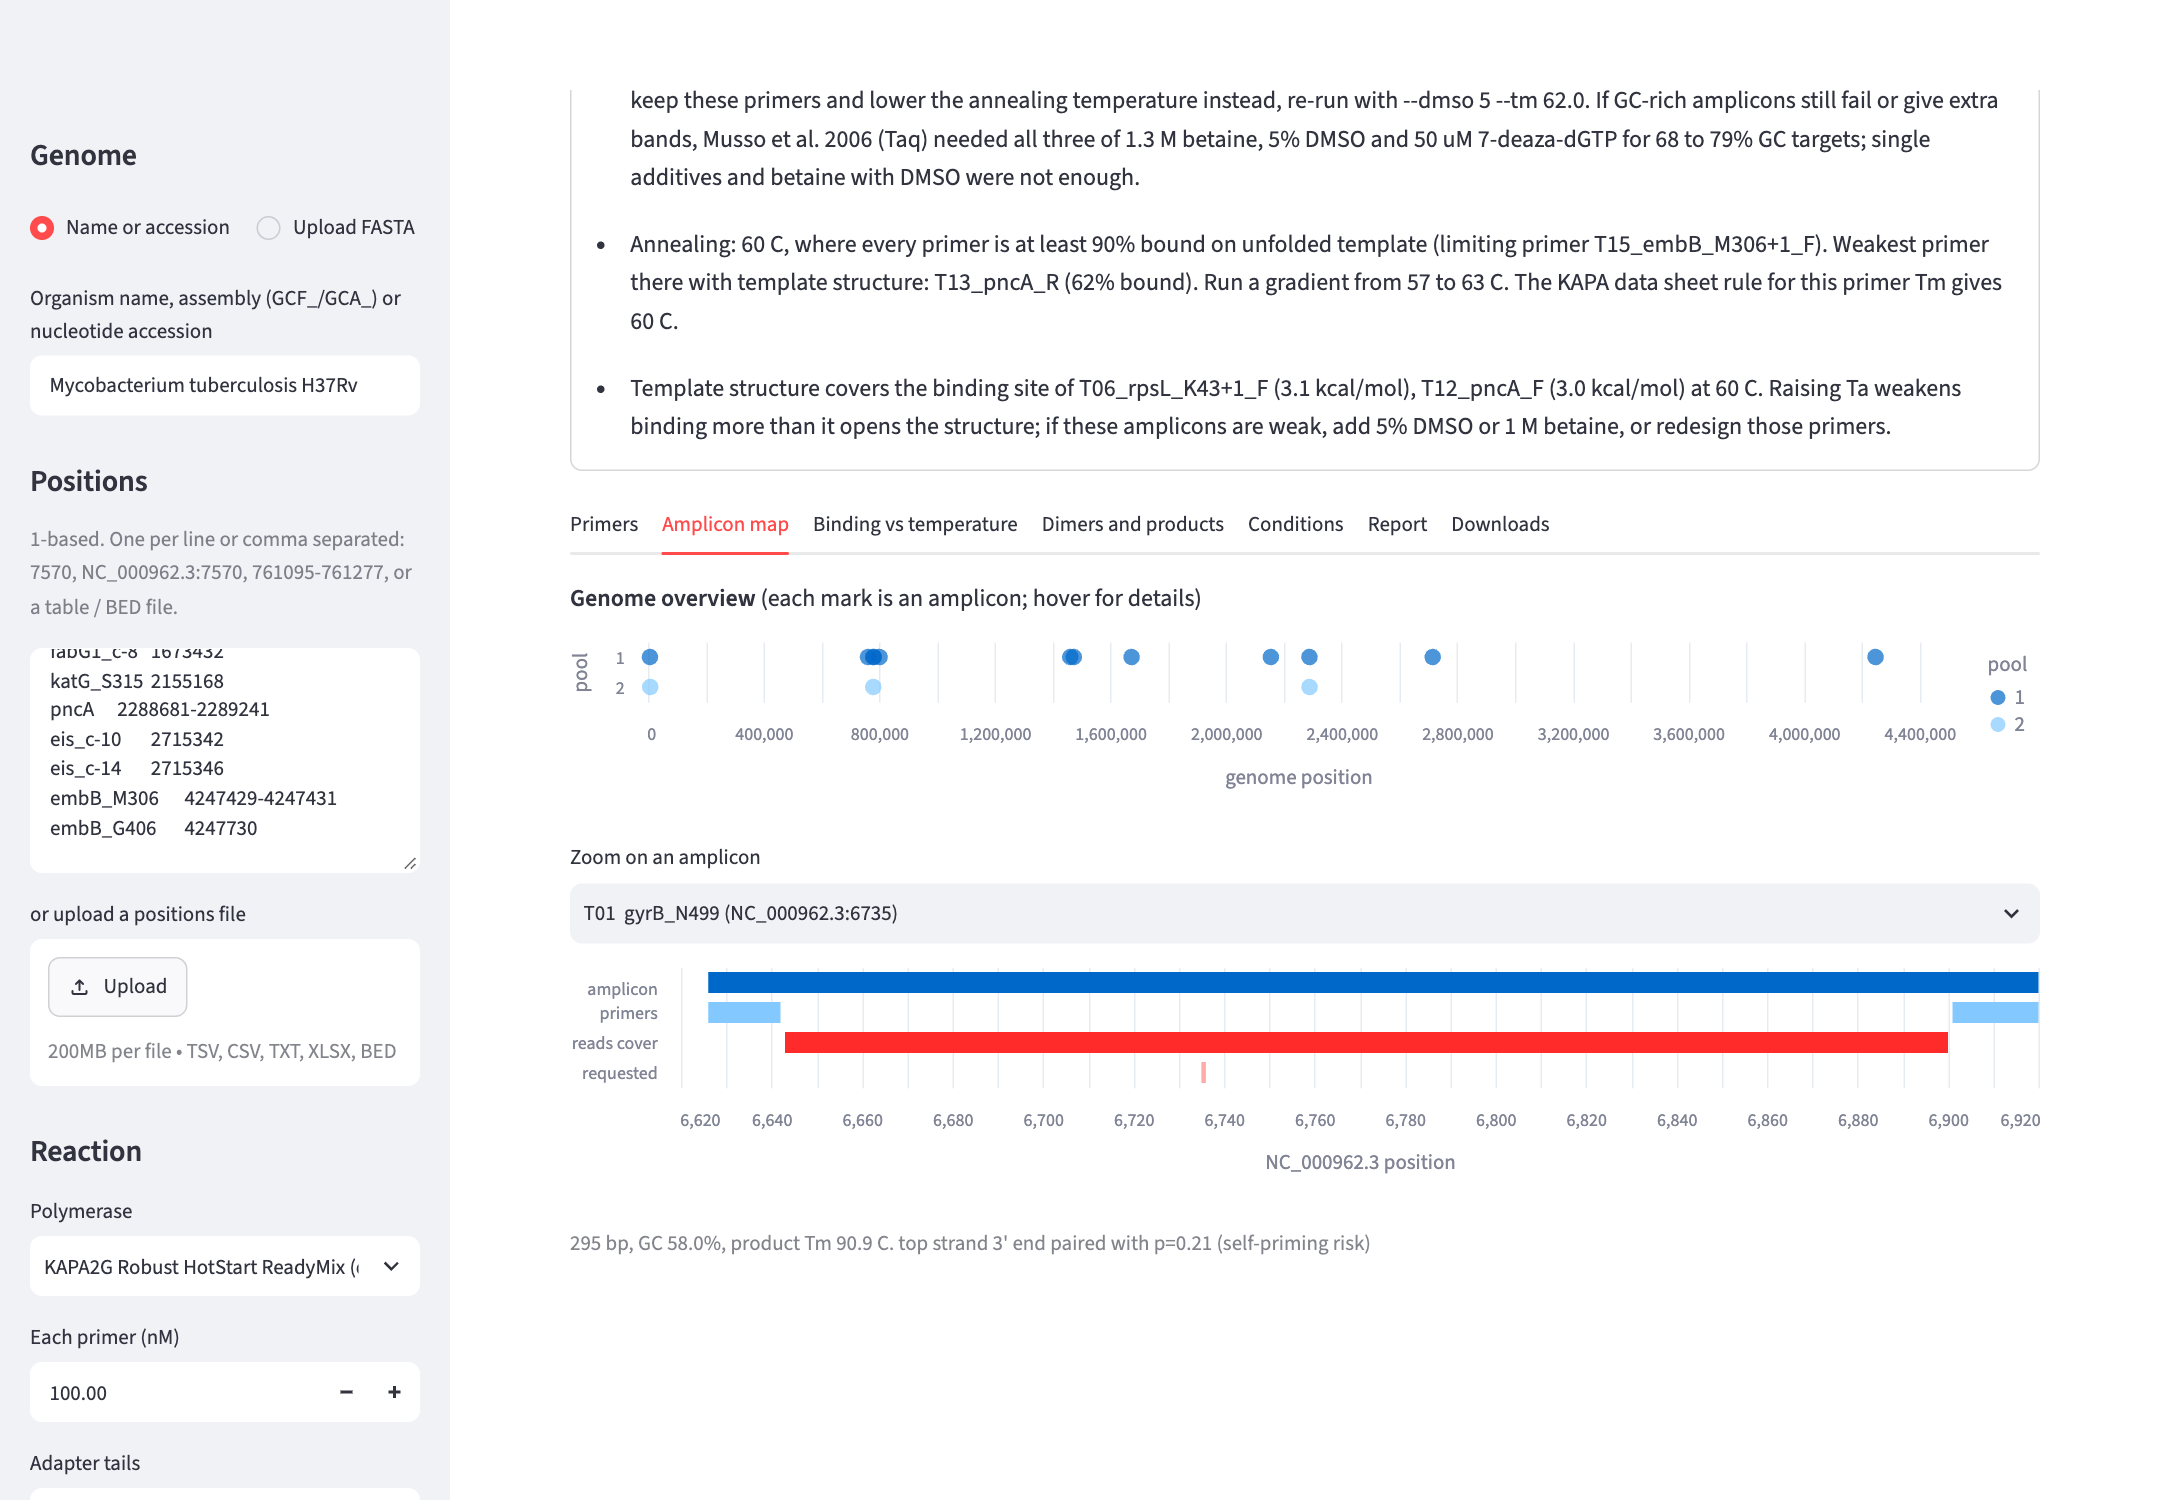 Genome
Name or accession
Upload FASTA
Organism name, assembly (GCF_/GCA_) or
nucleotide accession
Mycobacterium tuberculosis H37Rv
Positions
1-based. One per line or comma separated:
7570, NC_000962.3:7570, 761095-761277, or
a table / BED file.
fabG1_c-8 1673432
katG_S315 2155168
pncA 2288681-2289241
eis_c-10 2715342
eis_c-14 2715346
embB_M306 4247429-4247431
embB_G406 4247730
or upload a positions file
Upload
200MB per file • TSV, CSV, TXT, XLSX, BED
Reaction
Polymerase
KAPA2G Robust HotStart ReadyMix (
Each primer (nM)
100.00
Adapter tails
keep these primers and lower the annealing temperature instead, re-run with --dmso 5 --tm 62.0. If GC-rich amplicons still fail or give extra
bands, Musso et al. 2006 (Taq) needed all three of 1.3 M betaine, 5% DMSO and 50 uM 7-deaza-dGTP for 68 to 79% GC targets; single
additives and betaine with DMSO were not enough.
• Annealing: 60 C, where every primer is at least 90% bound on unfolded template (limiting primer T15_embB_M306+1_F). Weakest primer
there with template structure: T13_pncA_R (62% bound). Run a gradient from 57 to 63 C. The KAPA data sheet rule for this primer Tm gives
60 C.
• Template structure covers the binding site of T06_rpsL_K43+1_F (3.1 kcal/mol), T12_pncA_F (3.0 kcal/mol) at 60 C. Raising Ta weakens
binding more than it opens the structure; if these amplicons are weak, add 5% DMSO or 1 M betaine, or redesign those primers.
Primers Amplicon map Binding vs temperature Dimers and products Conditions Report Downloads
Genome overview (each mark is an amplicon; hover for details)
pool
1
2
0 400,000 800,000 1,200,000 1,600,000 2,000,000 2,400,000 2,800,000 3,200,000 3,600,000 4,000,000 4,400,000
genome position
pool
1
2
Zoom on an amplicon
T01 gyrB_N499 (NC_000962.3:6735)
amplicon
primers
reads cover
requested
6,620 6,640 6,660 6,680 6,700 6,720 6,740 6,760 6,780 6,800 6,820 6,840 6,860 6,880 6,900 6,920
NC_000962.3 position
295 bp, GC 58.0%, product Tm 90.9 C. top strand 3' end paired with p=0.21 (self-priming risk)